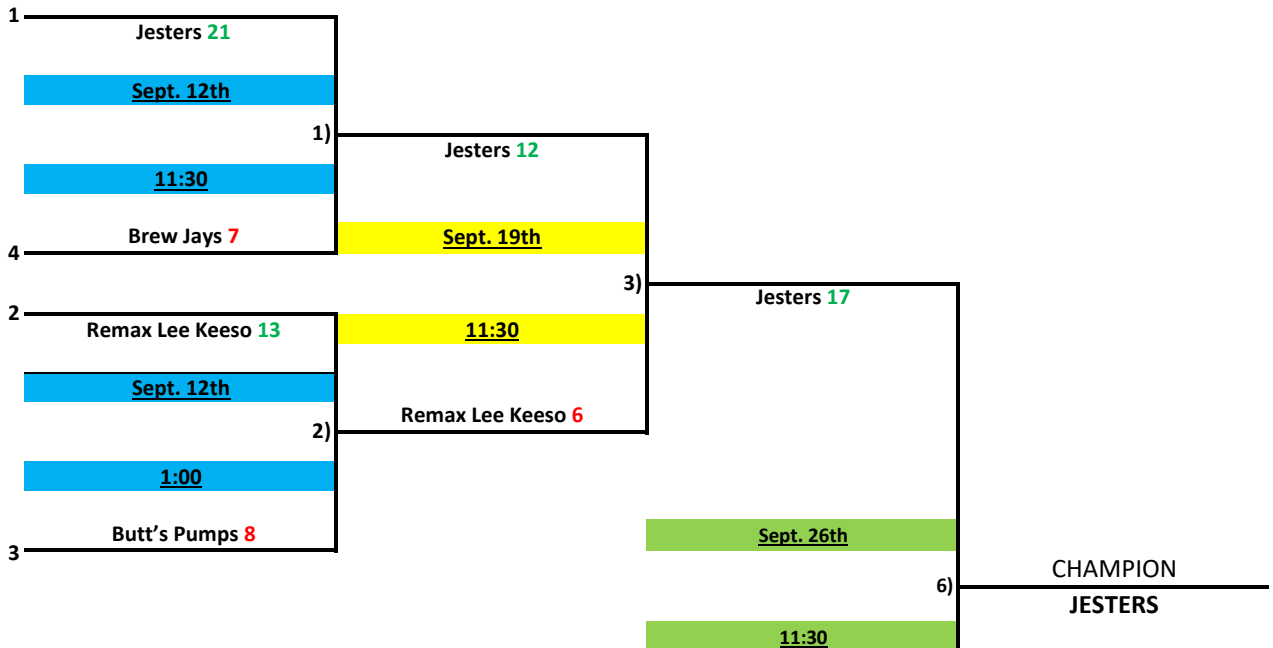 1
Jesters 21
Sept. 12th
1)
Jesters 12
11:30
Brew Jays 7
Sept. 19th
4
3)
2
Jesters 17
Remax Lee Keeso 13
11:30
Sept. 12th
Remax Lee Keeso 6
2)
1:00
Butt’s Pumps 8
Sept. 26th
3
CHAMPION
6)
JESTERS
11:30